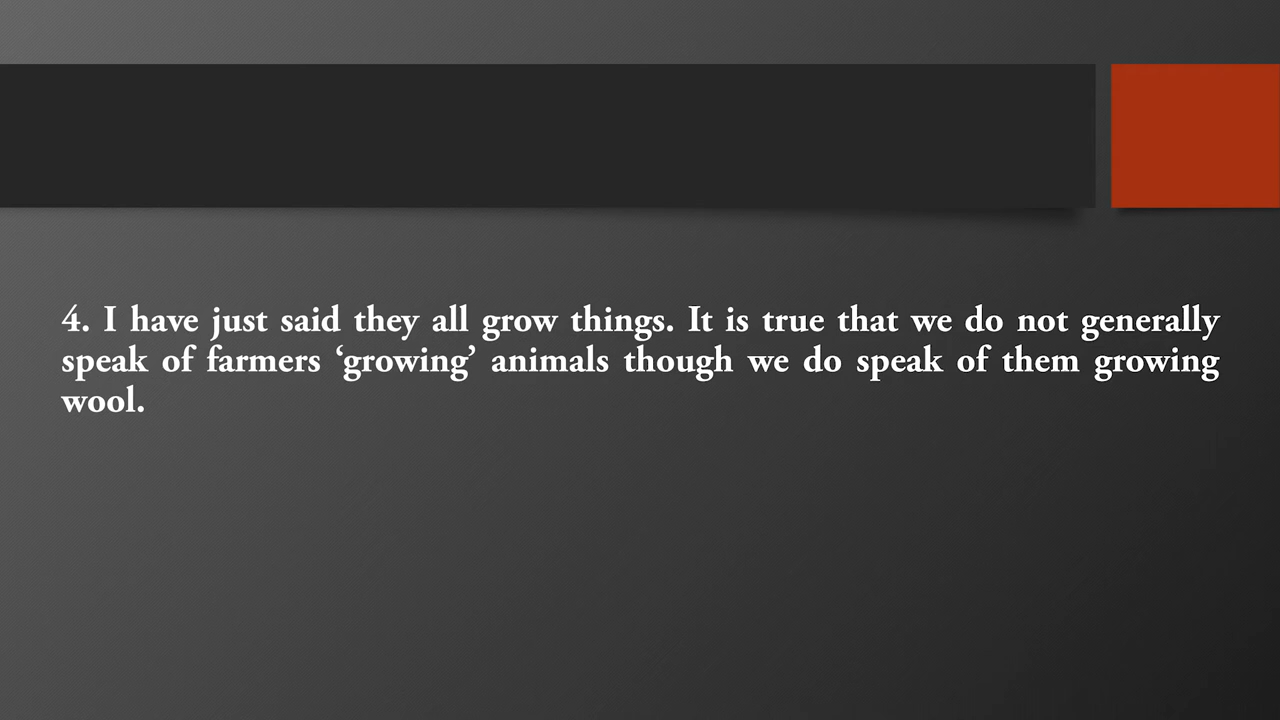 4. I have just said they all grow things. It is true that we do not generally
speak of farmers ‘growing’ animals though we do speak of them growing
wool.